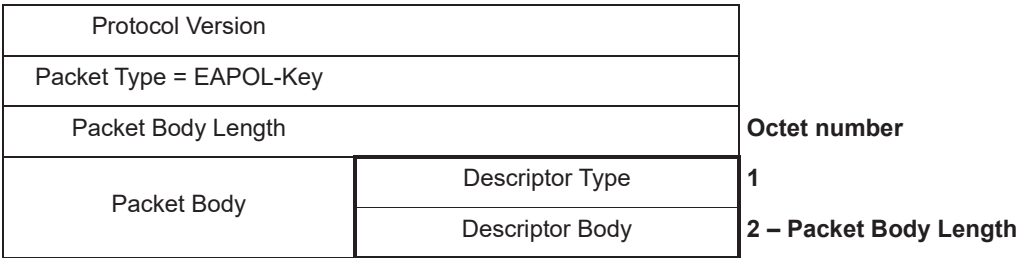 Protocol Version
Packet Type = EAPOL-Key
Packet Body Length Octet number
Packet Body
Descriptor Type 1
Descriptor Body 2 – Packet Body Length